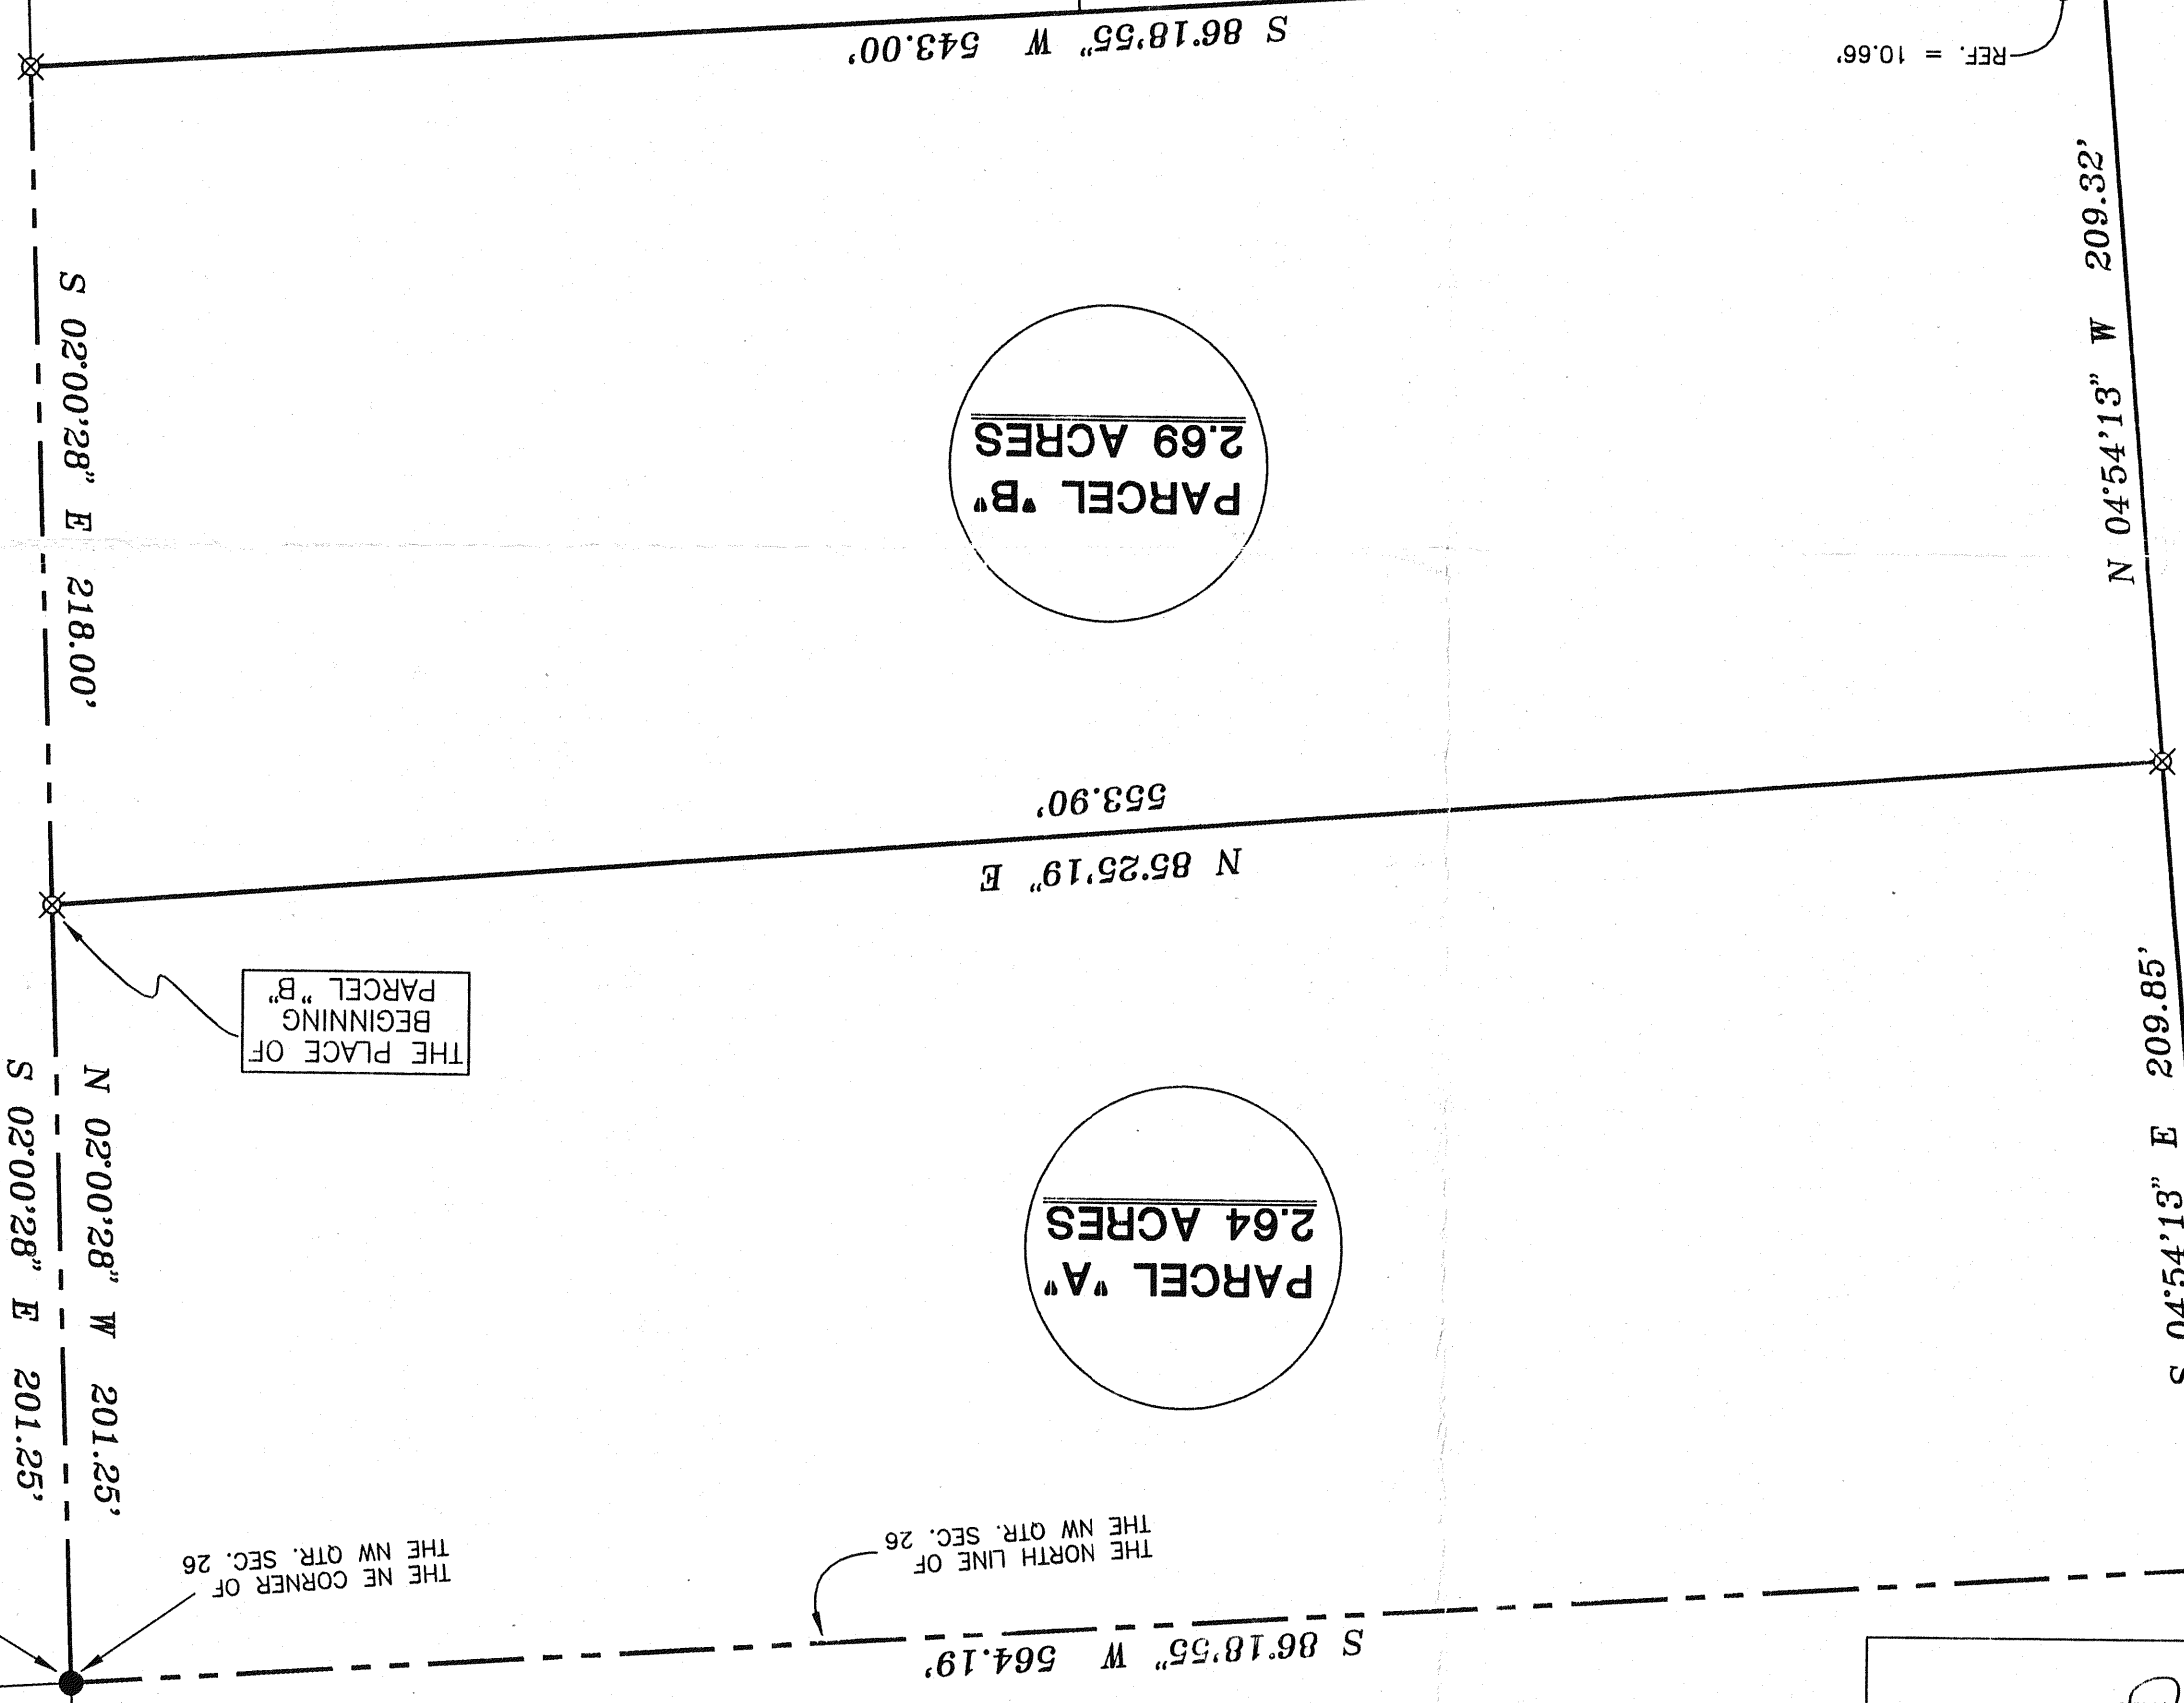 S 86°18'55" W 564.19'
THE NE CORNER OF
THE NW QTR. SEC. 26
THE NORTH LINE OF
THE NW QTR. SEC. 26
S 02°00'28" E 201.25'
N 02°00'28" W 201.25'
PARCEL "A"
2.64 ACRES
S 04°54'13" E 209.85'
THE PLACE OF
BEGINNING
PARCEL "B"
N 85°25'19" E
553.90'
S 02°00'28" E 218.00'
PARCEL "B"
2.69 ACRES
N 04°54'13" W 209.32'
REF. = 10.66'
S 86°18'55" W 543.00'